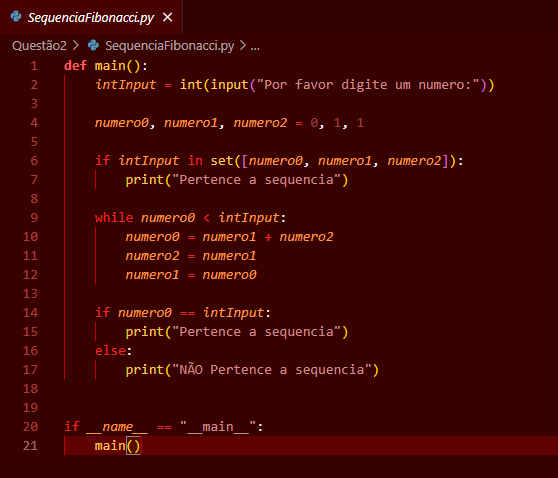 SequenciaFibonacci.py ×
Questão2 > SequenciaFibonacci.py > ...
1 def main():
2     intInput = int(input("Por favor digite um numero:"))
3
4     numero0, numero1, numero2 = 0, 1, 1
5
6     if intInput in set([numero0, numero1, numero2]):
7         print("Pertence a sequencia")
8
9     while numero0 < intInput:
10         numero0 = numero1 + numero2
11         numero2 = numero1
12         numero1 = numero0
13
14     if numero0 == intInput:
15         print("Pertence a sequencia")
16     else:
17         print("NÃO Pertence a sequencia")
18
19
20 if __name__ == "__main__":
21     main()